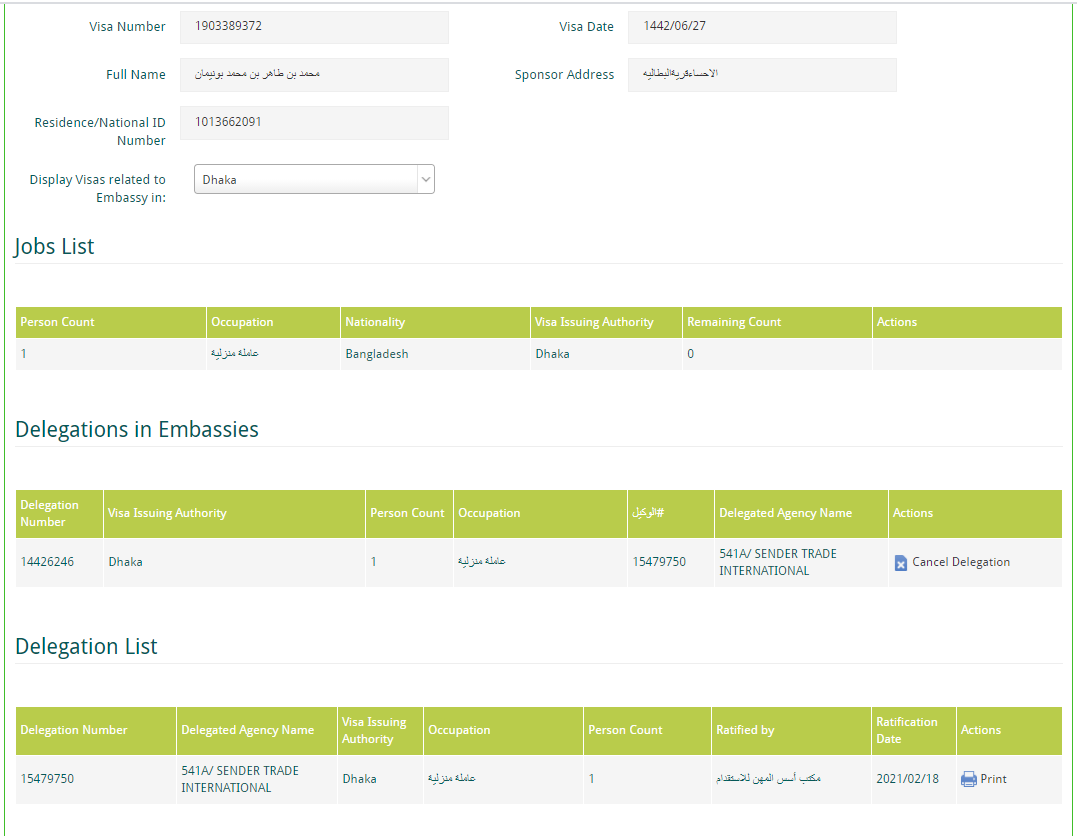 Visa Number 1903389372 Visa Date 1442/06/27
Full Name محمد بن طاهر بن محمد بونيمان Sponsor Address الاحساءقريةالبطاليه
Residence/National ID
Number 1013662091
Display Visas related to
Embassy in: Dhaka
Jobs List
Person Count Occupation Nationality Visa Issuing Authority Remaining Count Actions
1 عاملة منزلية Bangladesh Dhaka 0
Delegations in Embassies
Delegation
Number Visa Issuing Authority Person Count Occupation #الوكيل Delegated Agency Name Actions
14426246 Dhaka 1 عاملة منزلية 15479750 541A/ SENDER TRADE
INTERNATIONAL Cancel Delegation
Delegation List
Delegation Number Delegated Agency Name Visa Issuing
Authority Occupation Person Count Ratified by Ratification
Date Actions
15479750 541A/ SENDER TRADE
INTERNATIONAL Dhaka عاملة منزلية 1 مكتب أسس المهن للاستقدام 2021/02/18 Print